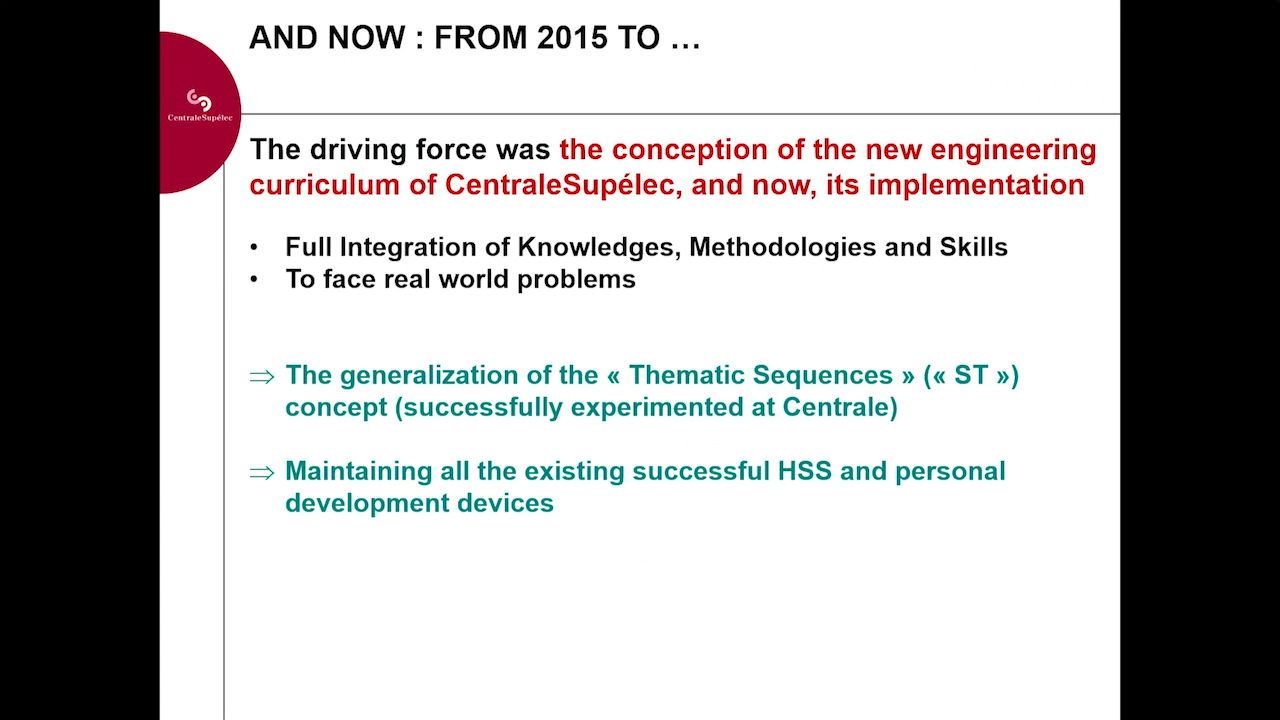 AND NOW : FROM 2015 TO …
CentraleSupélec
The driving force was the conception of the new engineering
curriculum of CentraleSupélec, and now, its implementation
• Full Integration of Knowledges, Methodologies and Skills
• To face real world problems
⇒ The generalization of the « Thematic Sequences » (« ST »)
concept (successfully experimented at Centrale)
⇒ Maintaining all the existing successful HSS and personal
development devices